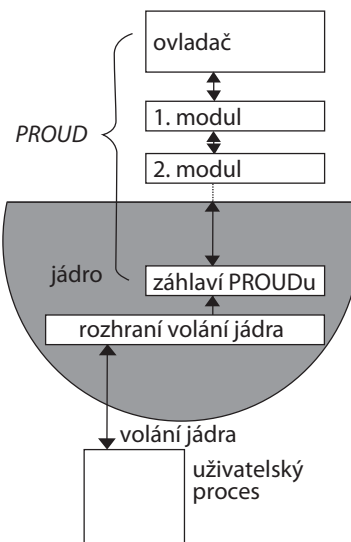 ovladač
1. modul
PROUD
2. modul
jádro
záhlaví PROUDu
rozhraní volání jádra
volání jádra
uživatelský
proces